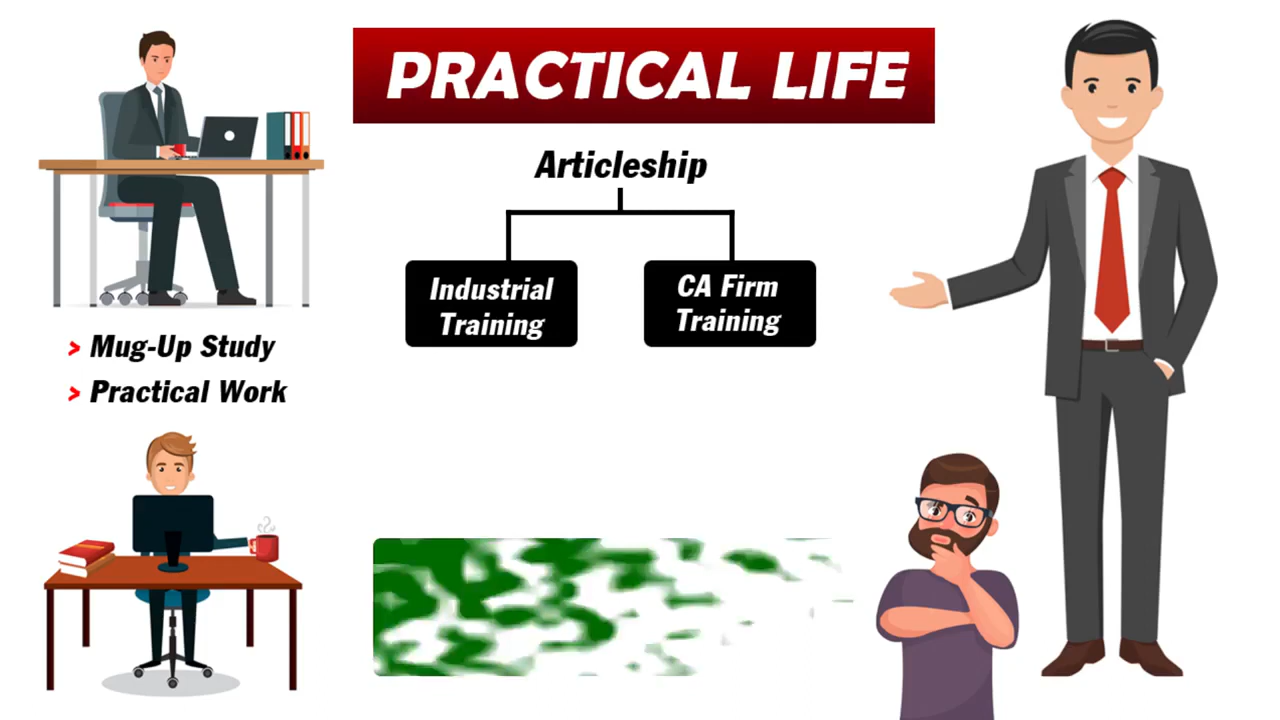 PRACTICAL LIFE
Articleship
Industrial
Training
CA Firm
Training
> Mug-Up Study
> Practical Work